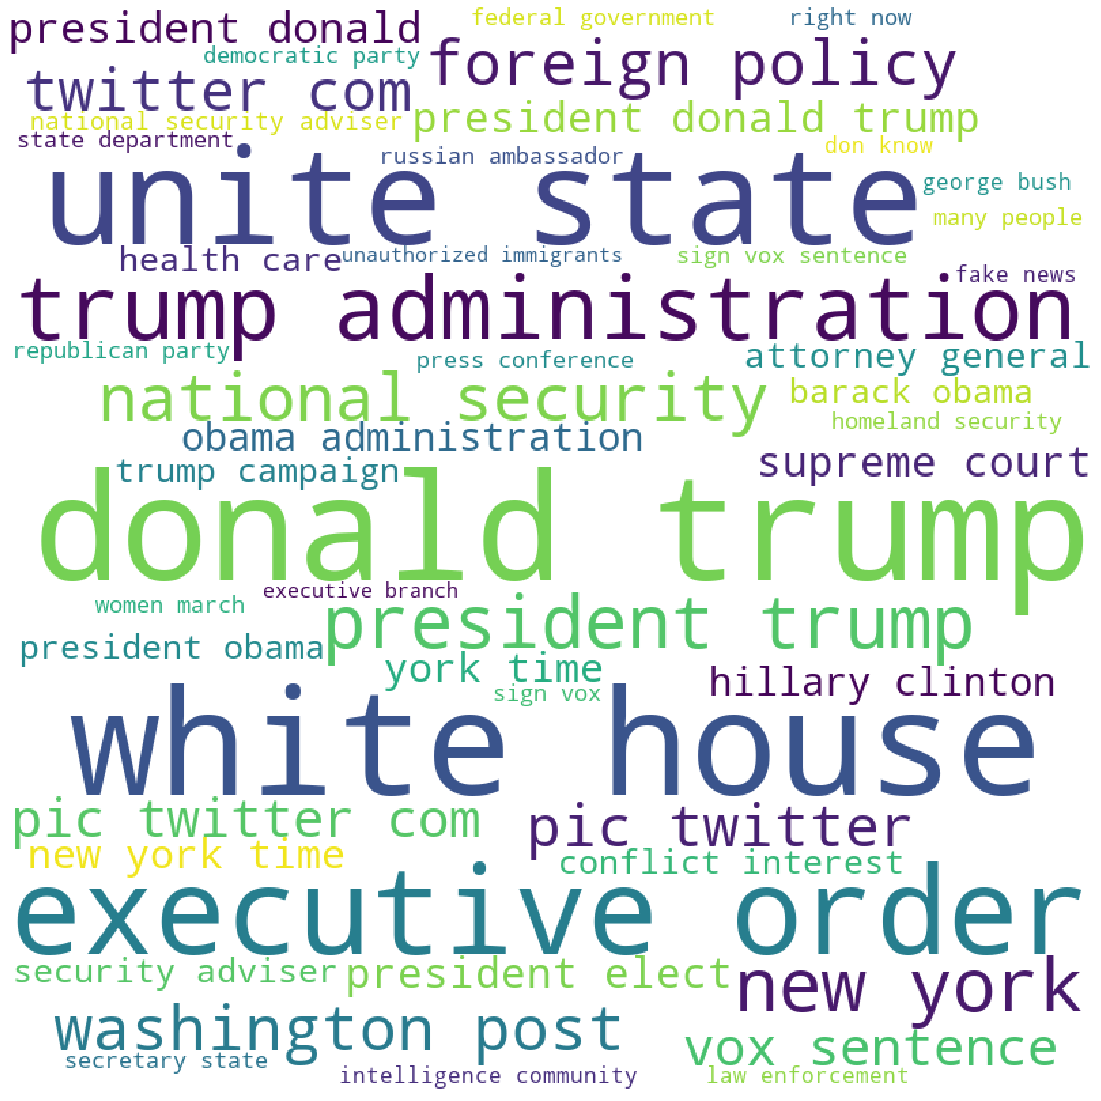 president donald
federal government
right now
democratic party
foreign policy
twitter com
national security adviser
president donald trump
state department
russian ambassador
don know
unite state
george bush
many people
health care
unauthorized immigrants
sign vox sentence
fake news
trump administration
republican party
press conference
attorney general
national security
barack obama
homeland security
obama administration
trump campaign
supreme court
donald trump
women march
executive branch
president trump
president obama
york time
hillary clinton
sign vox
white house
pic twitter com
pic twitter
new york time
conflict interest
executive order
security adviser
president elect
new york
washington post
vox sentence
secretary state
intelligence community
law enforcement